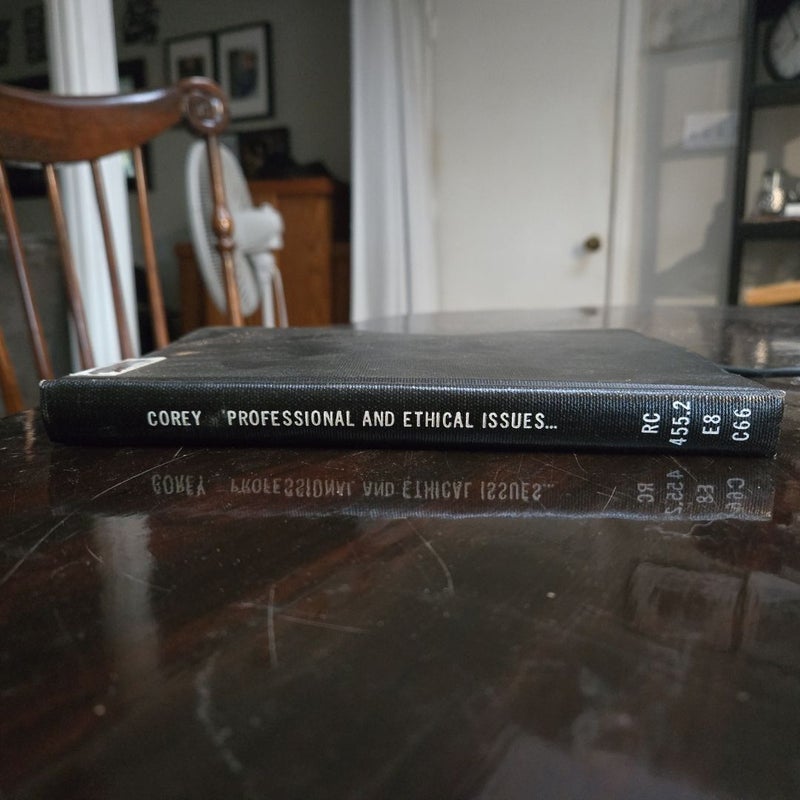 COREY 'PROFESSIONAL AND ETHICAL ISSUES...
RC
455.2
E8
C66